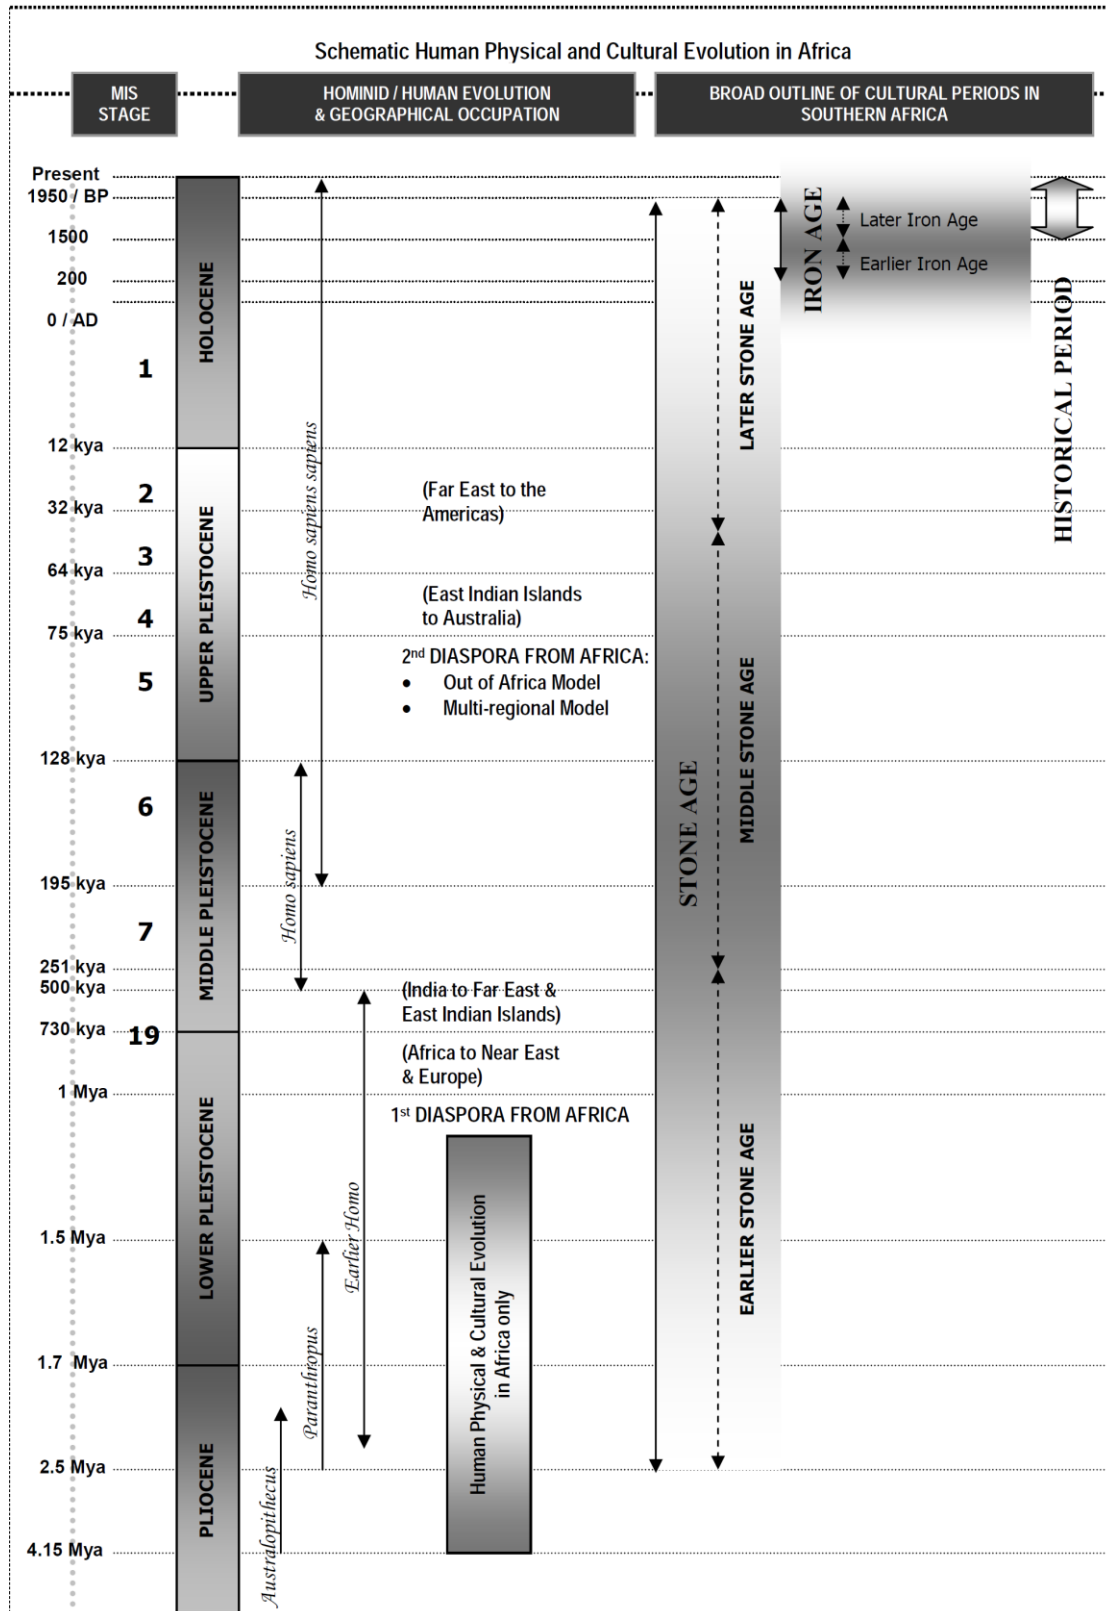 Schematic Human Physical and Cultural Evolution in Africa
MIS
STAGE
HOMINID / HUMAN EVOLUTION
& GEOGRAPHICAL OCCUPATION
BROAD OUTLINE OF CULTURAL PERIODS IN
SOUTHERN AFRICA
Present
1950 / BP
1500
200
0 / AD
12 kya
32 kya
64 kya
75 kya
128 kya
195 kya
251 kya
500 kya
730 kya
1 Mya
1.5 Mya
1.7 Mya
2.5 Mya
4.15 Mya
1
2
3
4
5
6
7
19
HOLOCENE
UPPER PLEISTOCENE
MIDDLE PLEISTOCENE
LOWER PLEISTOCENE
PLIOCENE
Homo sapiens sapiens
Homo sapiens
Earlier Homo
Paranthropus
Australopithecus
(Far East to the
Americas)
(East Indian Islands
to Australia)
2nd DIASPORA FROM AFRICA:
• Out of Africa Model
• Multi-regional Model
(India to Far East &
East Indian Islands)
(Africa to Near East
& Europe)
1st DIASPORA FROM AFRICA
Human Physical & Cultural Evolution
in Africa only
STONE AGE
LATER STONE AGE
MIDDLE STONE AGE
EARLIER STONE AGE
IRON AGE
Later Iron Age
Earlier Iron Age
HISTORICAL PERIOD